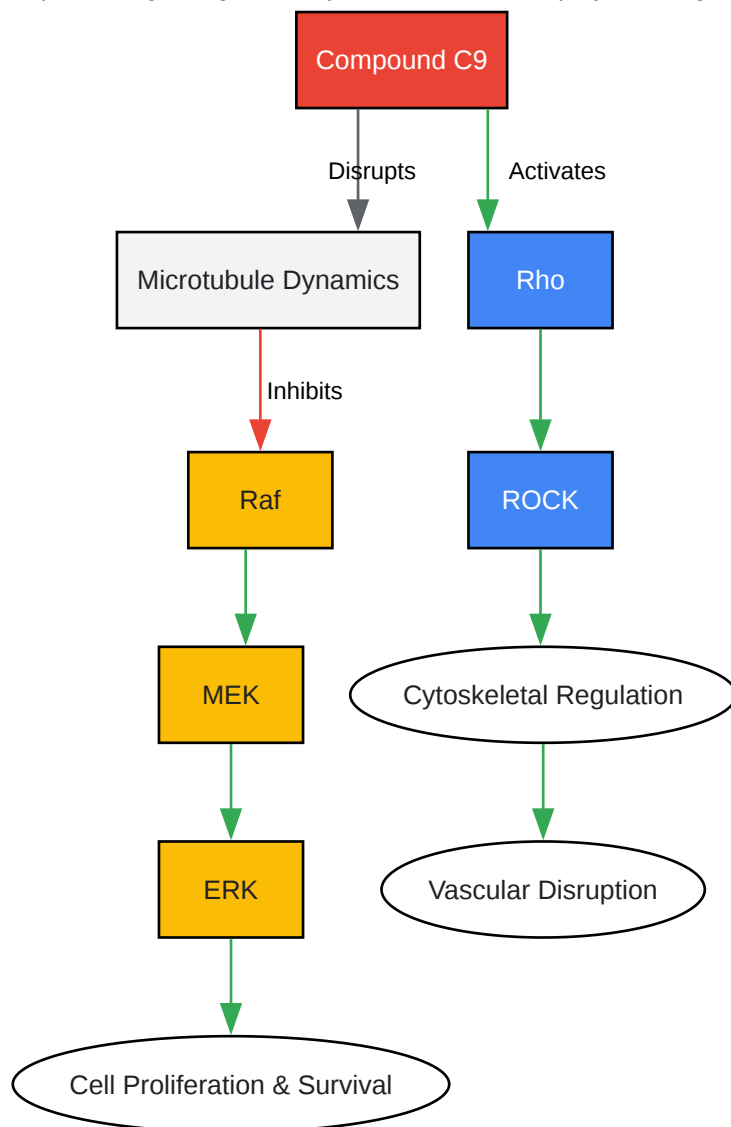 Compound C9
Disrupts
Activates
Microtubule Dynamics
Rho
Inhibits
Raf
ROCK
MEK
Cytoskeletal Regulation
ERK
Vascular Disruption
Cell Proliferation & Survival